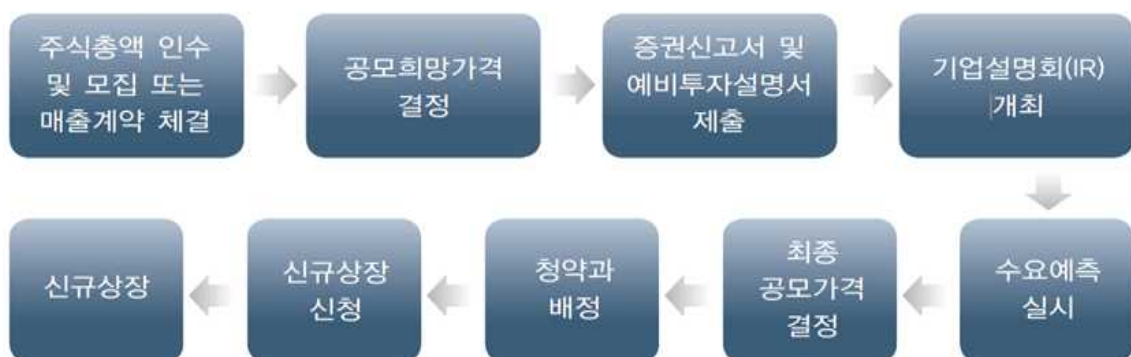 주식총액 인수
및 모집 또는
매출계약 체결
공모희망가격
결정
증권신고서 및
예비투자설명서
제출
기업설명회(IR)
개최
수요예측
실시
최종
공모가격
결정
청약과
배정
신규상장
신청
신규상장